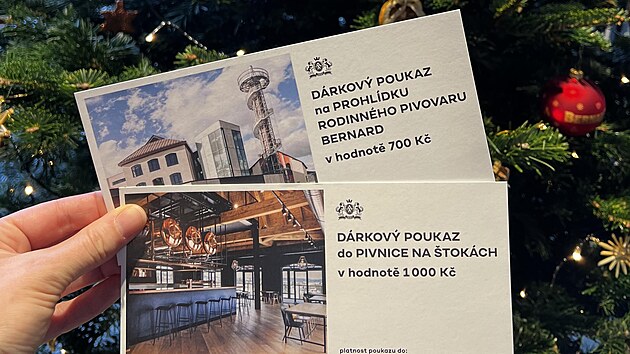 DÁRKOVÝ POUKAZ
na PROHLÍDKU
RODINNÉHO PIVOVARU
BERNARD
v hodnotě 700 Kč
Bernard
DÁRKOVÝ POUKAZ
do PIVNICE NA ŠTOKÁCH
v hodnotě 1 000 Kč
platnost poukazu do: